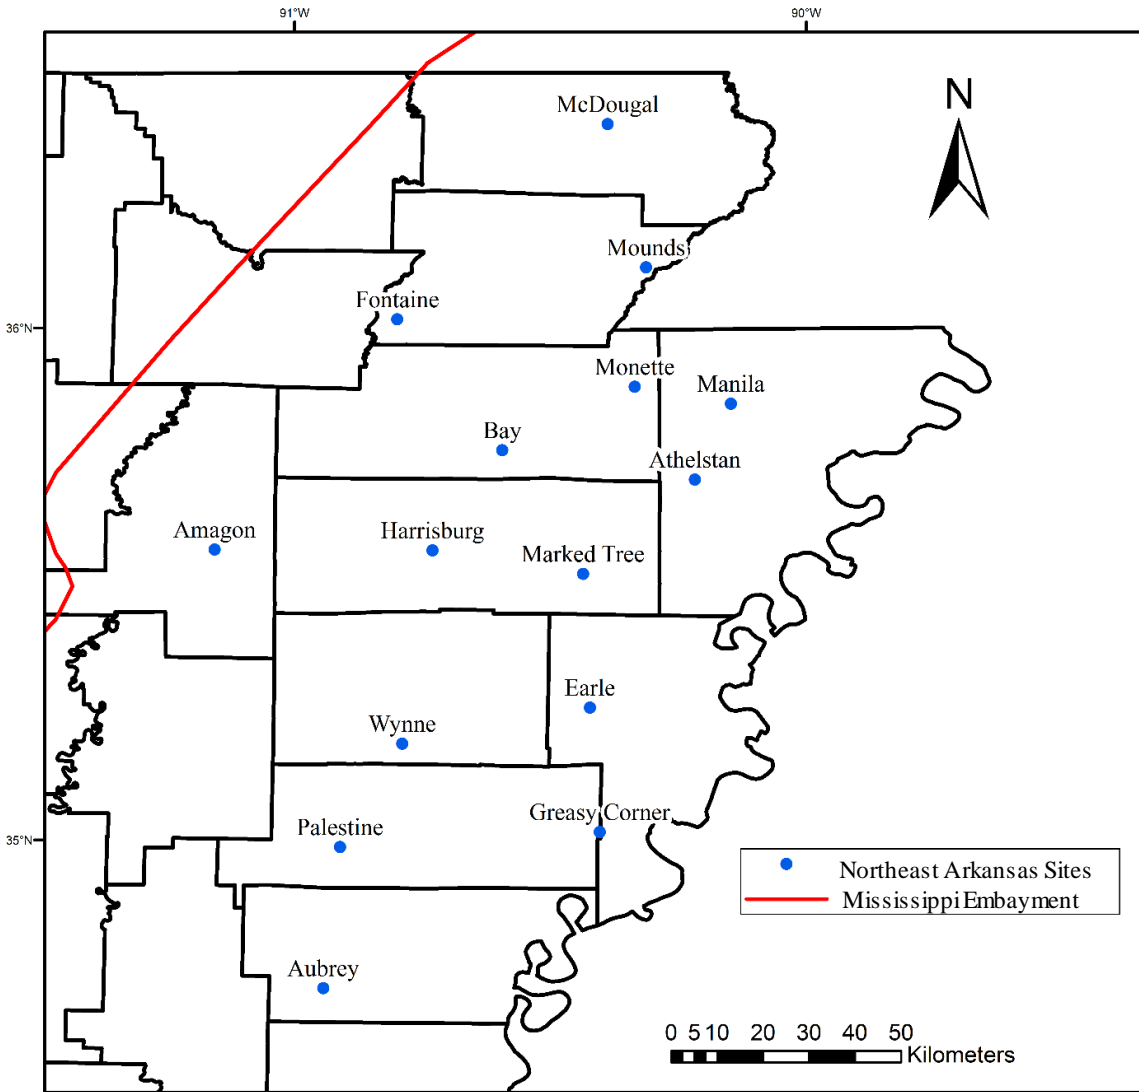 91°W
90°W
N
McDougal
Mounds
Fontaine
36°N
Monette
Manila
Bay
Athelstan
Amagon
Harrisburg
Marked Tree
Earle
Wynne
Greasy Corner
Palestine
35°N
Northeast Arkansas Sites
Mississippi Embayment
Aubrey
0 5 10 20 30 40 50
Kilometers